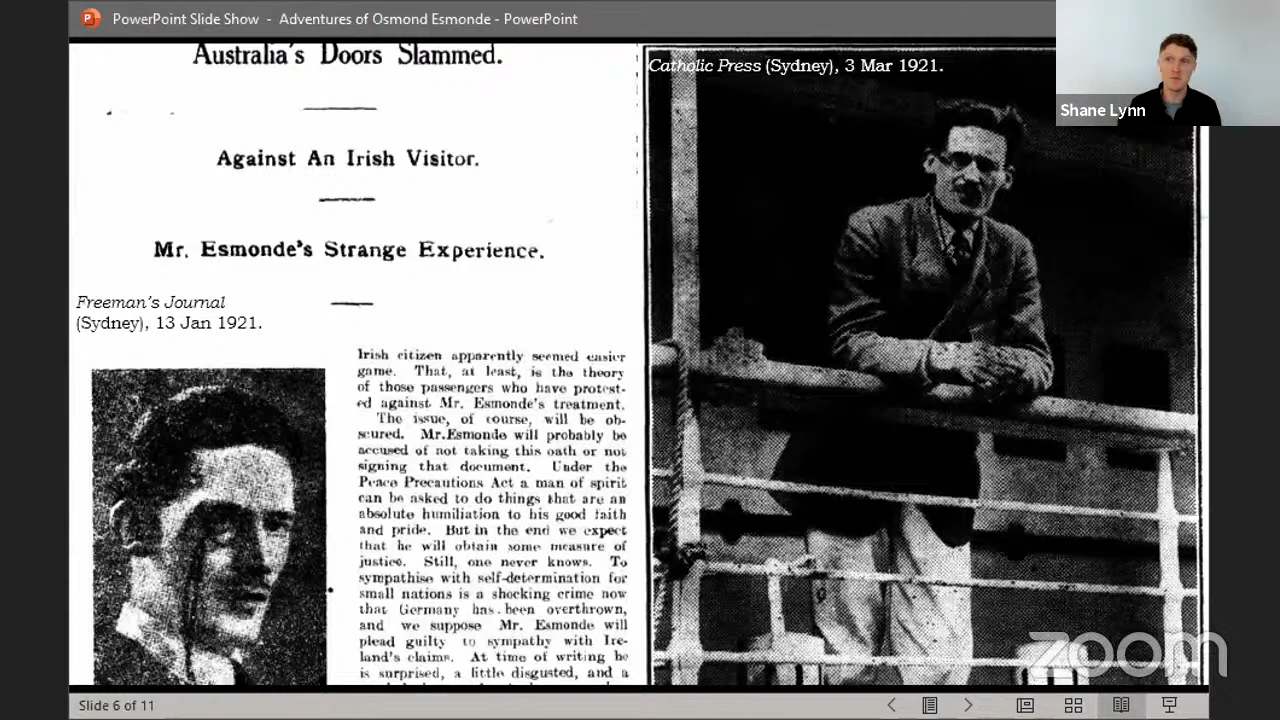 PowerPoint Slide Show - Adventures of Osmond Esmonde - PowerPoint
Australia's Doors Slammed.
Against An Irish Visitor.
Mr. Esmonde's Strange Experience.
Freeman's Journal
(Sydney), 13 Jan 1921.
Irish citizen apparently seemed easier
game. That, at least, is the theory
of those passengers who have protest-
ed against Mr. Esmonde's treatment.
The issue, of course, will be ob-
scured. Mr.Esmonde will probably be
accused of not taking this oath or not
signing that document. Under the
Peace Precautions Act a man of spirit
can be asked to do things that are an
absolute humiliation to his good faith
and pride. But in the end we expect
that he will obtain some measure of
justice. Still, one never knows. To
sympathise with self-determination for
small nations is a shocking crime now
that Germany has been overthrown,
and we suppose Mr. Esmonde will
plead guilty to sympathy with Ire-
land's claims. At time of writing he
is surprised, a little disgusted, and a
Catholic Press (Sydney), 3 Mar 1921.
Shane Lynn
zoom
Slide 6 of 11